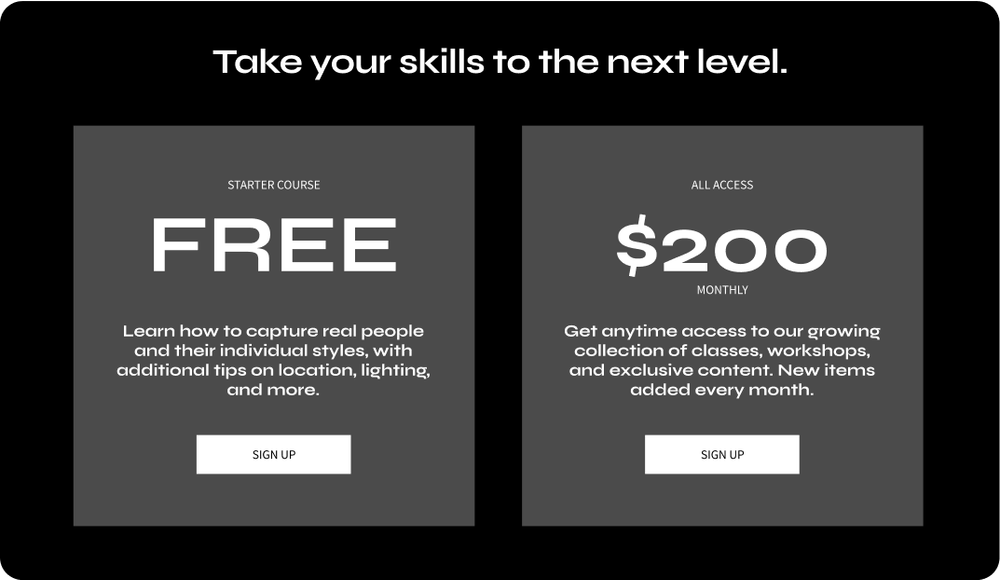 Take your skills to the next level.
STARTER COURSE
FREE
Learn how to capture real people
and their individual styles, with
additional tips on location, lighting,
and more.
SIGN UP
ALL ACCESS
$200
MONTHLY
Get anytime access to our growing
collection of classes, workshops,
and exclusive content. New items
added every month.
SIGN UP